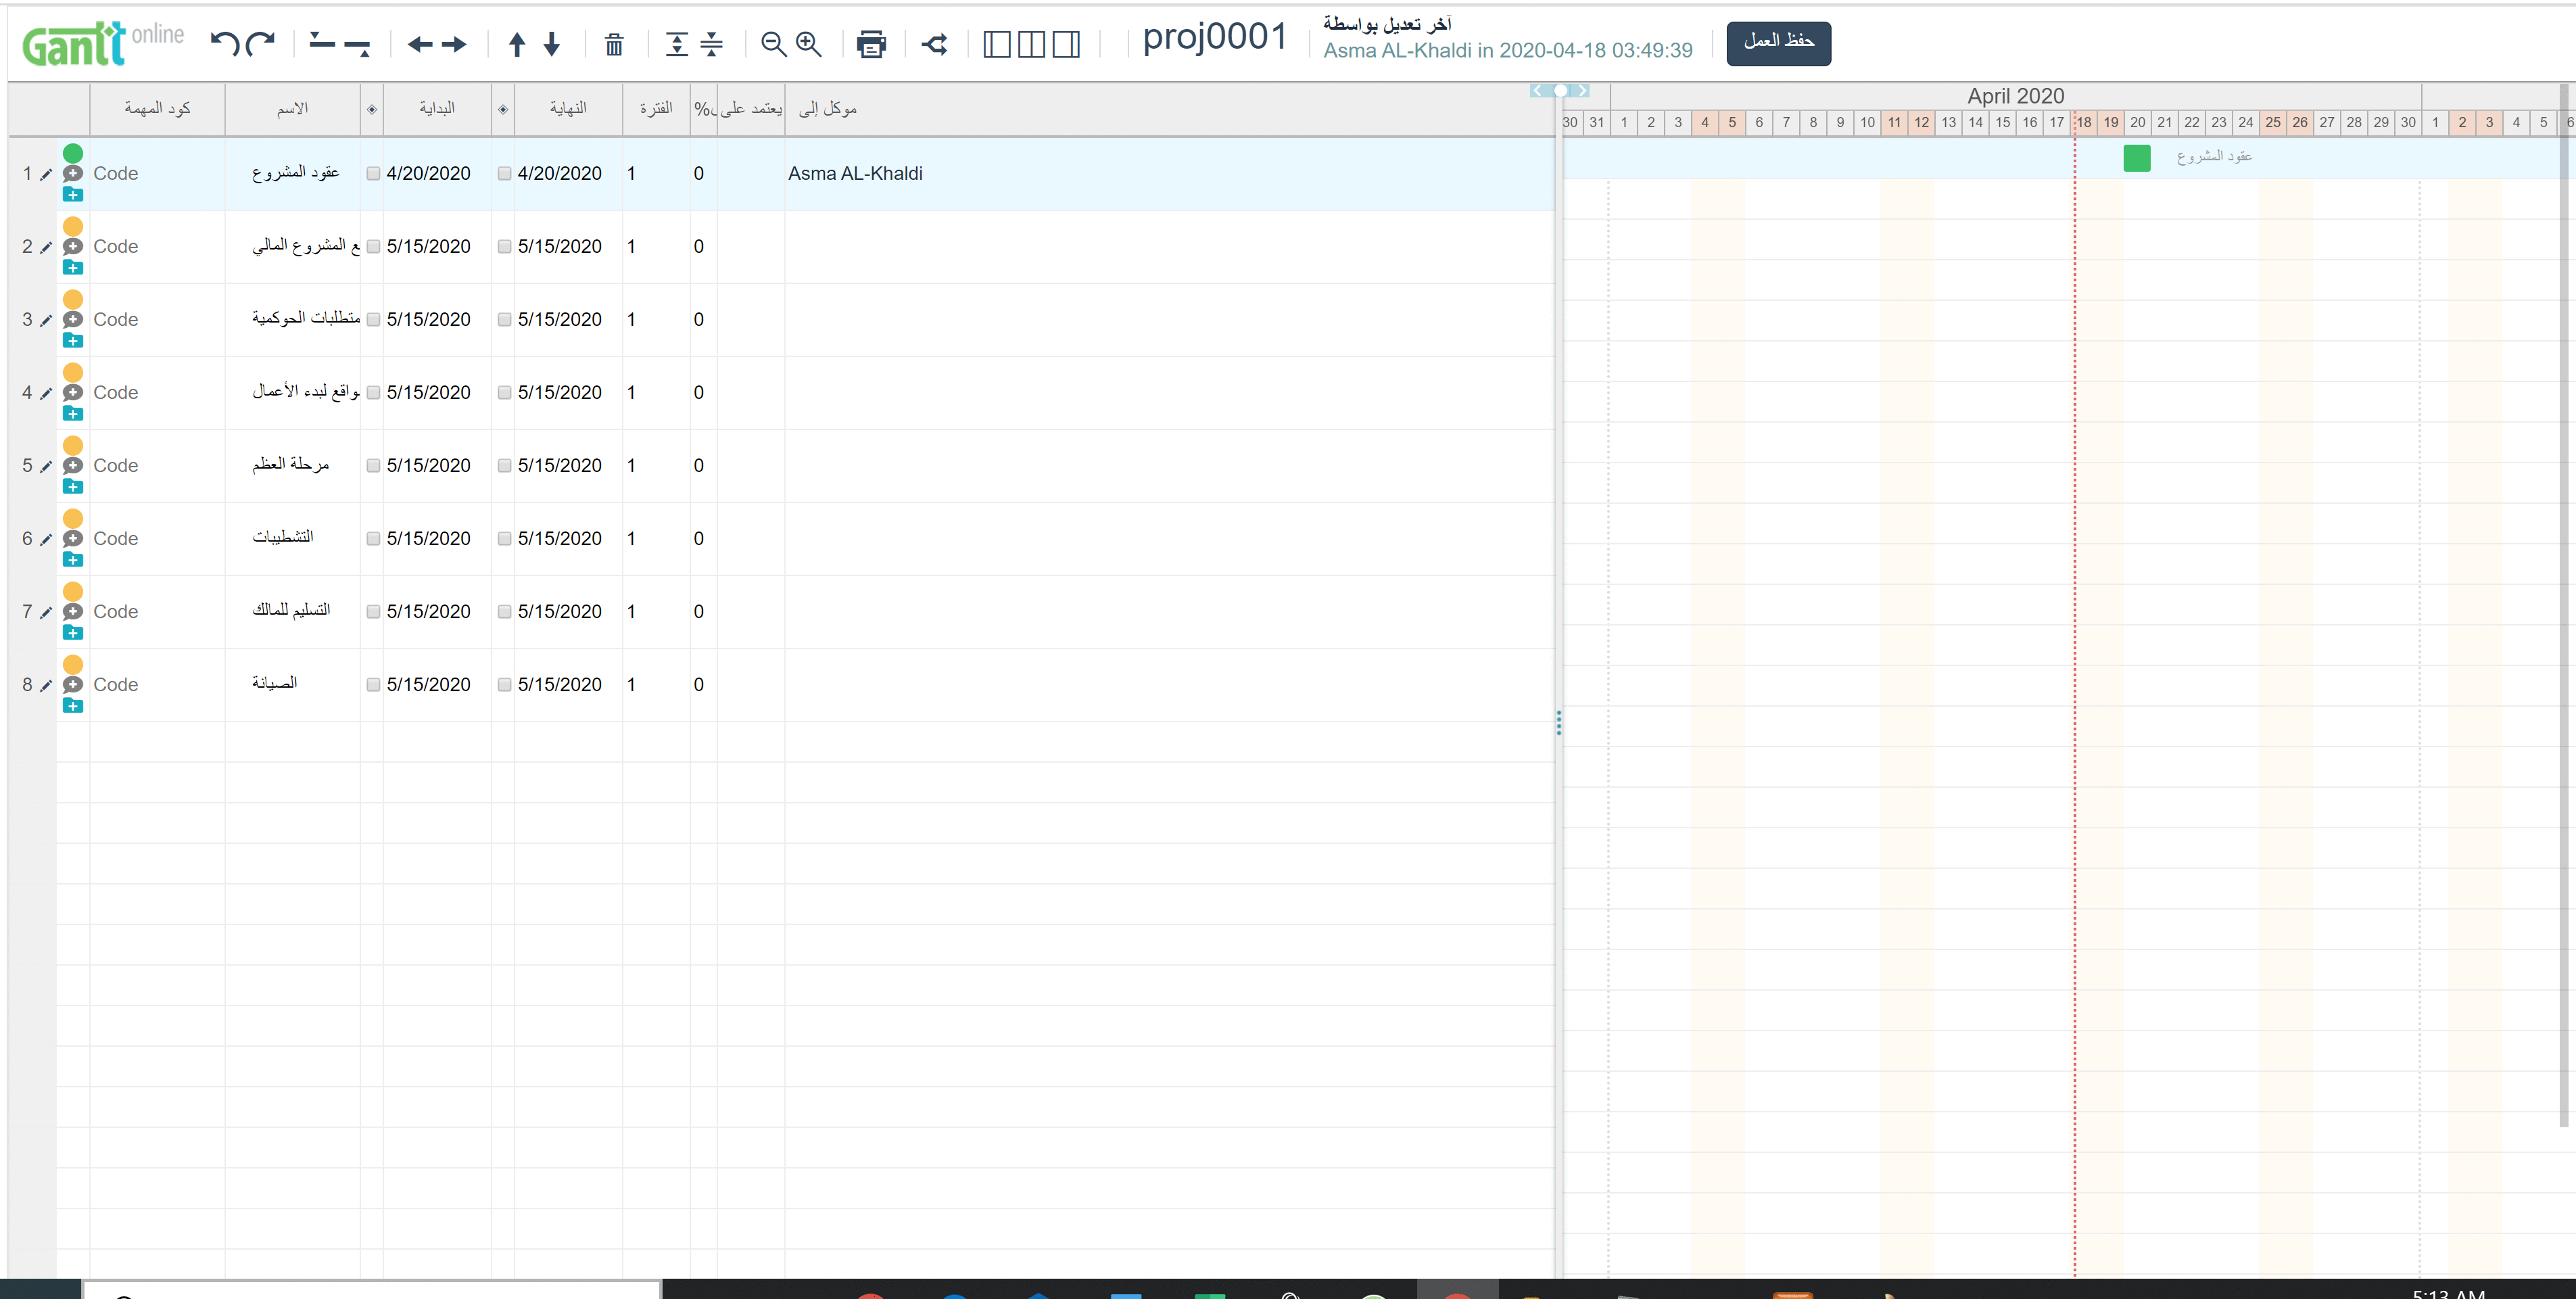 Gantt online
proj0001
آخر تعديل بواسطة
Asma AL-Khaldi in 2020-04-18 03:49:39
حفظ العمل
كود المهمة الاسم البداية النهاية الفترة % يعتمد على موكل إلى
April 2020
30 31 1 2 3 4 5 6 7 8 9 10 11 12 13 14 15 16 17 18 19 20 21 22 23 24 25 26 27 28 29 30 1 2 3 4 5 6
1 Code عقود المشروع 4/20/2020 4/20/2020 1 0 Asma AL-Khaldi
عقود المشروع
2 Code ع المشروع المالي 5/15/2020 5/15/2020 1 0
3 Code متطلبات الحوكمية 5/15/2020 5/15/2020 1 0
4 Code واقع لبدء الأعمال 5/15/2020 5/15/2020 1 0
5 Code مرحلة العظم 5/15/2020 5/15/2020 1 0
6 Code التشطيبات 5/15/2020 5/15/2020 1 0
7 Code التسليم للمالك 5/15/2020 5/15/2020 1 0
8 Code الصيانة 5/15/2020 5/15/2020 1 0
5:13 AM